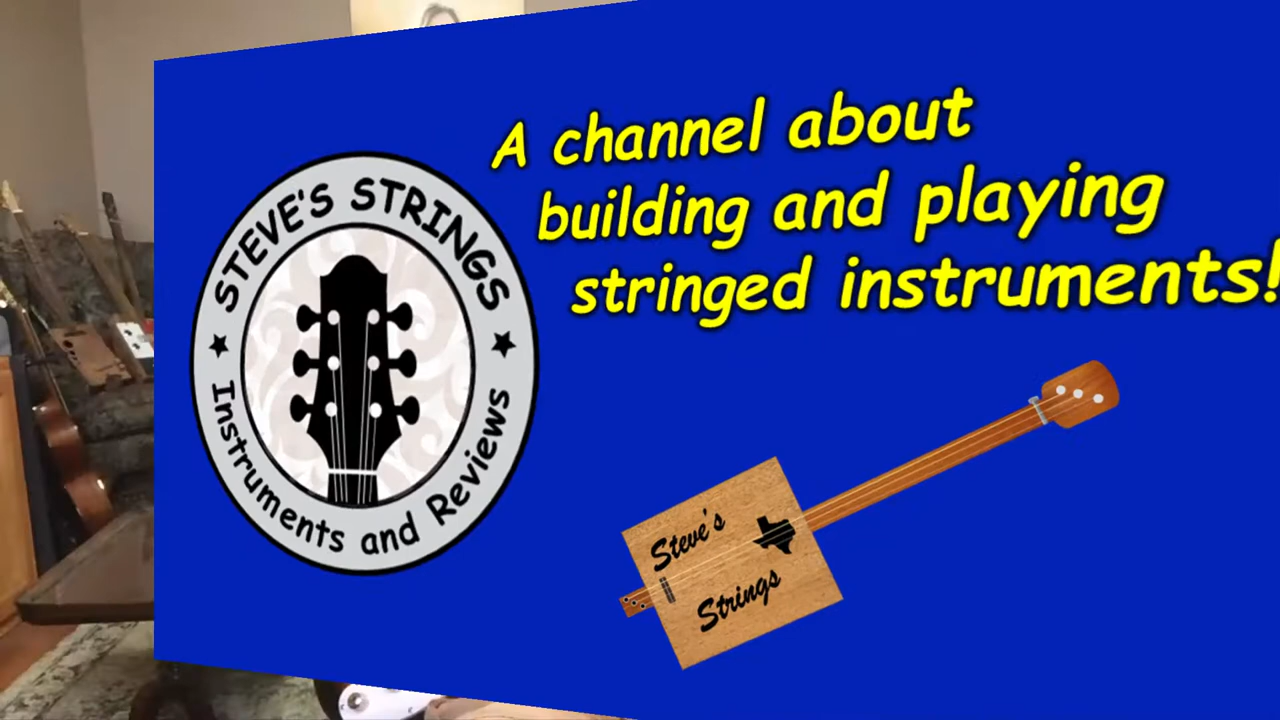 A channel about
building and playing
stringed instruments!
STEVE'S STRINGS
Instruments and Reviews
Steve's
Strings